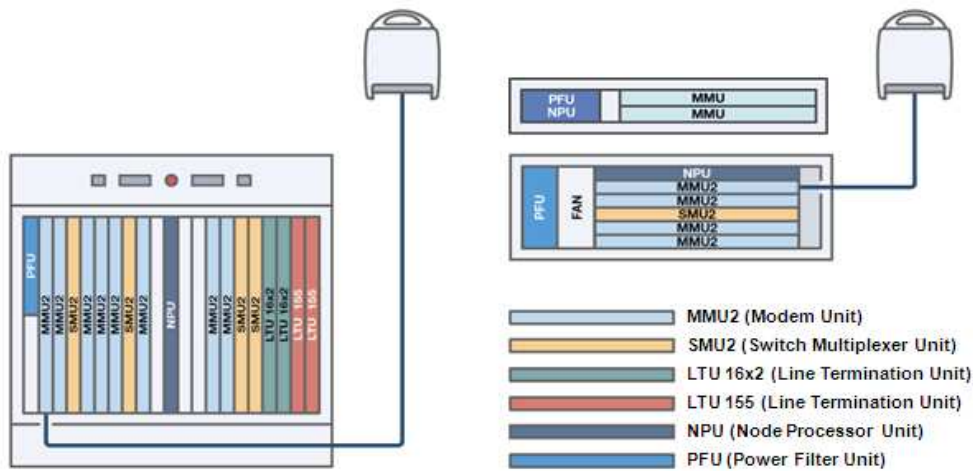 PFU
NPU
MMU
MMU
PFU
FAN
NPU
MMU2
MMU2
SMU2
MMU2
MMU2
PFU
MMU2
MMU2
SMU2
MMU2
MMU2
MMU2
SMU2
MMU2
NPU
MMU2
MMU2
SMU2
SMU2
LTU 16x2
LTU 16x2
LTU 155
LTU 155
MMU2 (Modem Unit)
SMU2 (Switch Multiplexer Unit)
LTU 16x2 (Line Termination Unit)
LTU 155 (Line Termination Unit)
NPU (Node Processor Unit)
PFU (Power Filter Unit)